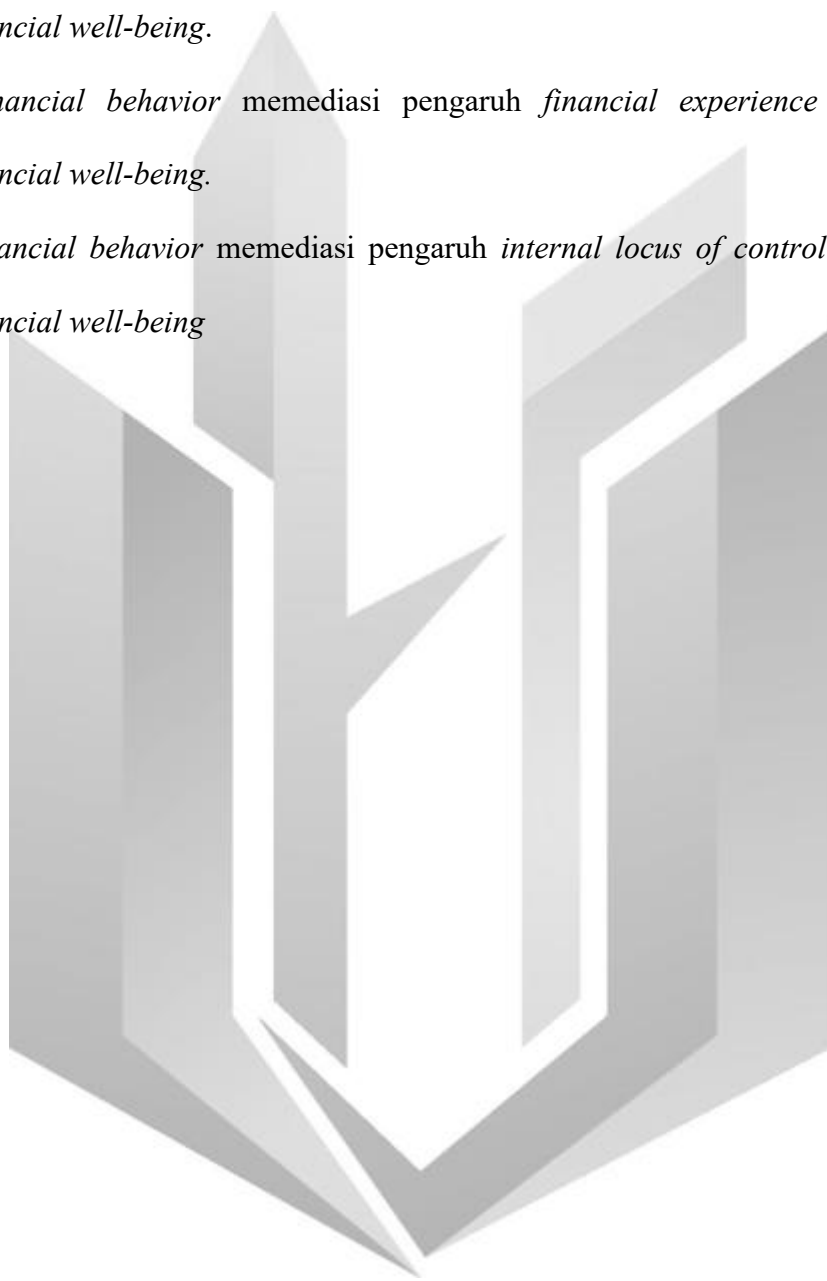 ncial well-being.
nancial behavior memediasi pengaruh financial experience
ncial well-being.
ancial behavior memediasi pengaruh internal locus of control
ncial well-being